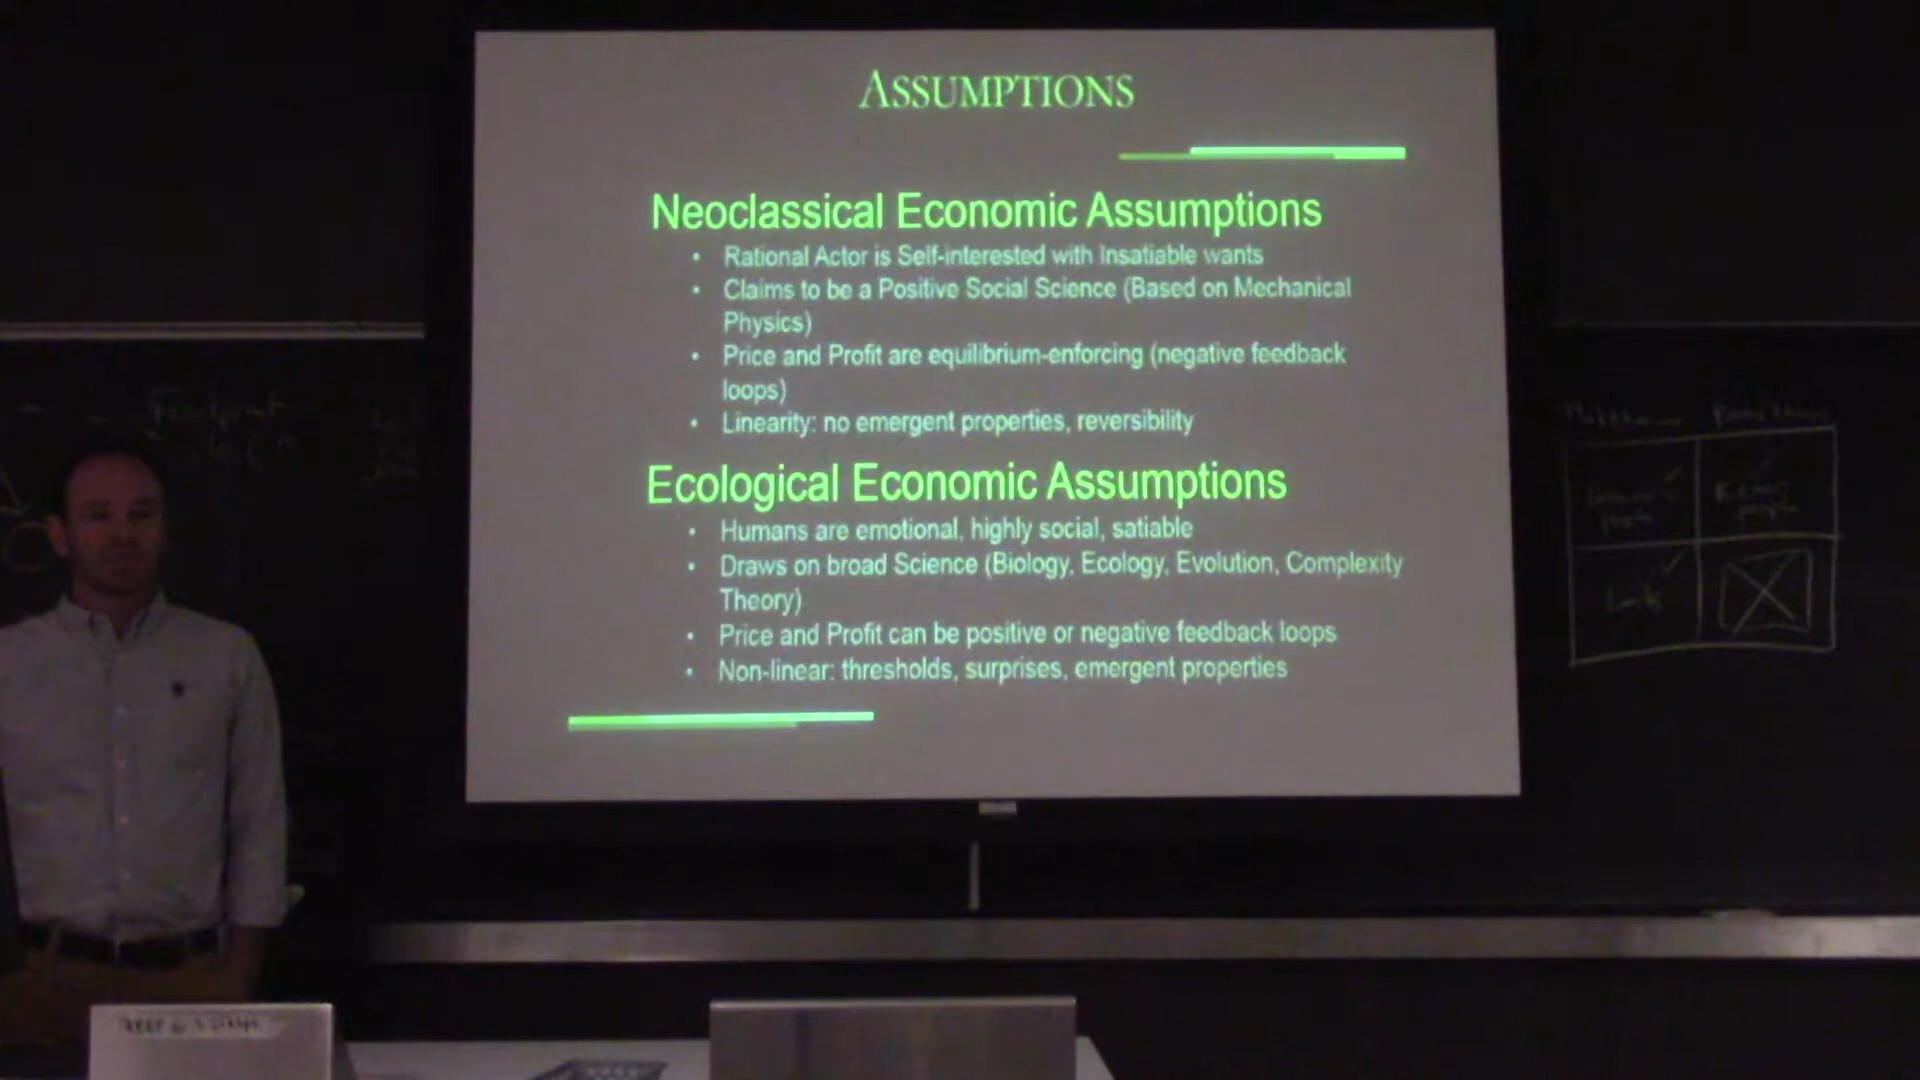 ASSUMPTIONS
Neoclassical Economic Assumptions
• Rational Actor is Self-interested with Insatiable wants
• Claims to be a Positive Social Science (Based on Mechanical
Physics)
• Price and Profit are equilibrium-enforcing (negative feedback
loops)
• Linearity: no emergent properties, reversibility
Ecological Economic Assumptions
• Humans are emotional, highly social, satiable
• Draws on broad Science (Biology, Ecology, Evolution, Complexity
Theory)
• Price and Profit can be positive or negative feedback loops
• Non-linear: thresholds, surprises, emergent properties